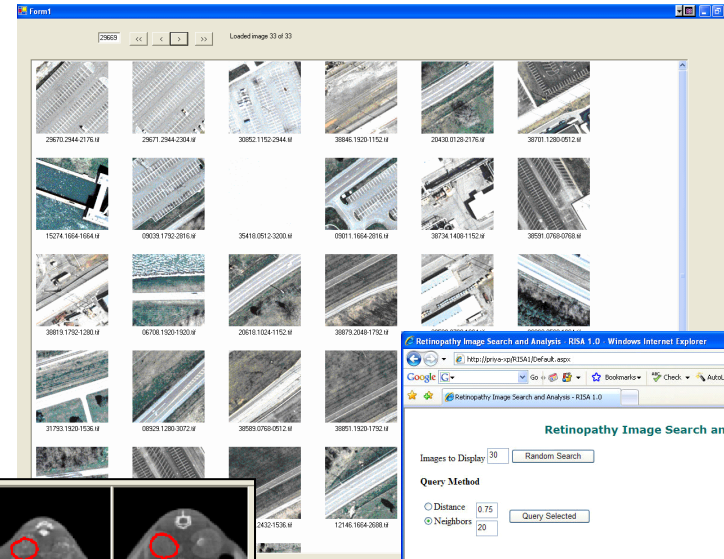 Form1
29669 << < > >> Loaded image 33 of 33
29670.2944-2176.tif 29671.2944-2304.tif 30852.1152-2944.tif 38846.1920-1152.tif 20430.0128-2176.tif 38701.1280-0512.tif
15274.1664-1664.tif 09039.1792-2816.tif 35418.0512-3200.tif 09011.1664-2816.tif 38734.1408-1152.tif 38591.0768-0768.tif
38819.1792-1280.tif 06708.1920-1920.tif 20618.1024-1152.tif 38879.2048-1792.tif
31793.1920-1536.tif 08929.1280-3072.tif 38589.0768-0512.tif 38851.1920-1792.tif
.2432-1536.tif 12146.1664-2688.tif
Retinopathy Image Search and Analysis - RISA 1.0 - Windows Internet Explorer
http://priya-xp/RISA1/Default.aspx
Google G Go Bookmarks Check AutoL
Retinopathy Image Search and Analysis - RISA 1.0
Retinopathy Image Search an
Images to Display 30 Random Search
Query Method
Distance 0.75
Neighbors 20
Query Selected